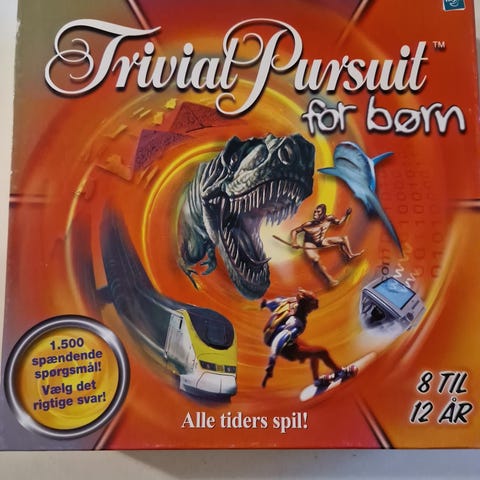 Trivial Pursuit™
for børn
1.500
spændende
spørgsmål!
Vælg det
rigtige svar!
8 TIL
12 ÅR
Alle tiders spil!